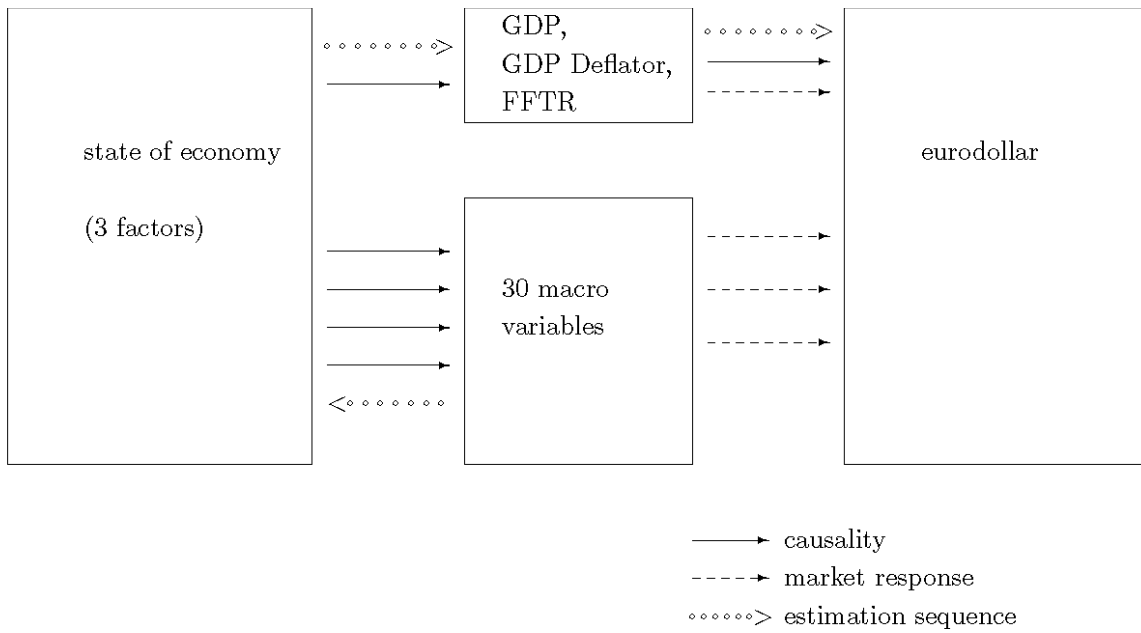 state of economy
(3 factors)
GDP,
GDP Deflator,
FFTR
30 macro
variables
eurodollar
causality
market response
estimation sequence